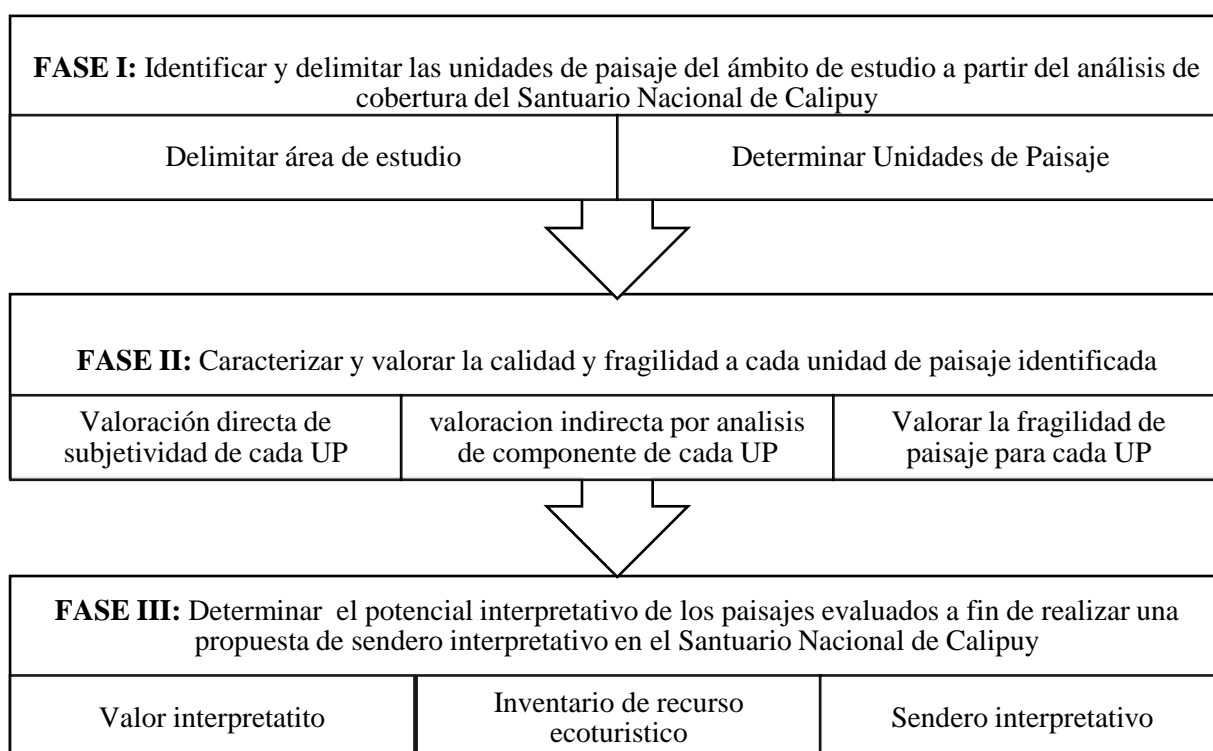 FASE I: Identificar y delimitar las unidades de paisaje del ámbito de estudio a partir del análisis de
cobertura del Santuario Nacional de Calipuy
Delimitar área de estudio
Determinar Unidades de Paisaje
FASE II: Caracterizar y valorar la calidad y fragilidad a cada unidad de paisaje identificada
Valoración directa de
subjetividad de cada UP
valoracion indirecta por analisis
de componente de cada UP
Valorar la fragilidad de
paisaje para cada UP
FASE III: Determinar el potencial interpretativo de los paisajes evaluados a fin de realizar una
propuesta de sendero interpretativo en el Santuario Nacional de Calipuy
Valor interpretatito
Inventario de recurso
ecoturistico
Sendero interpretativo